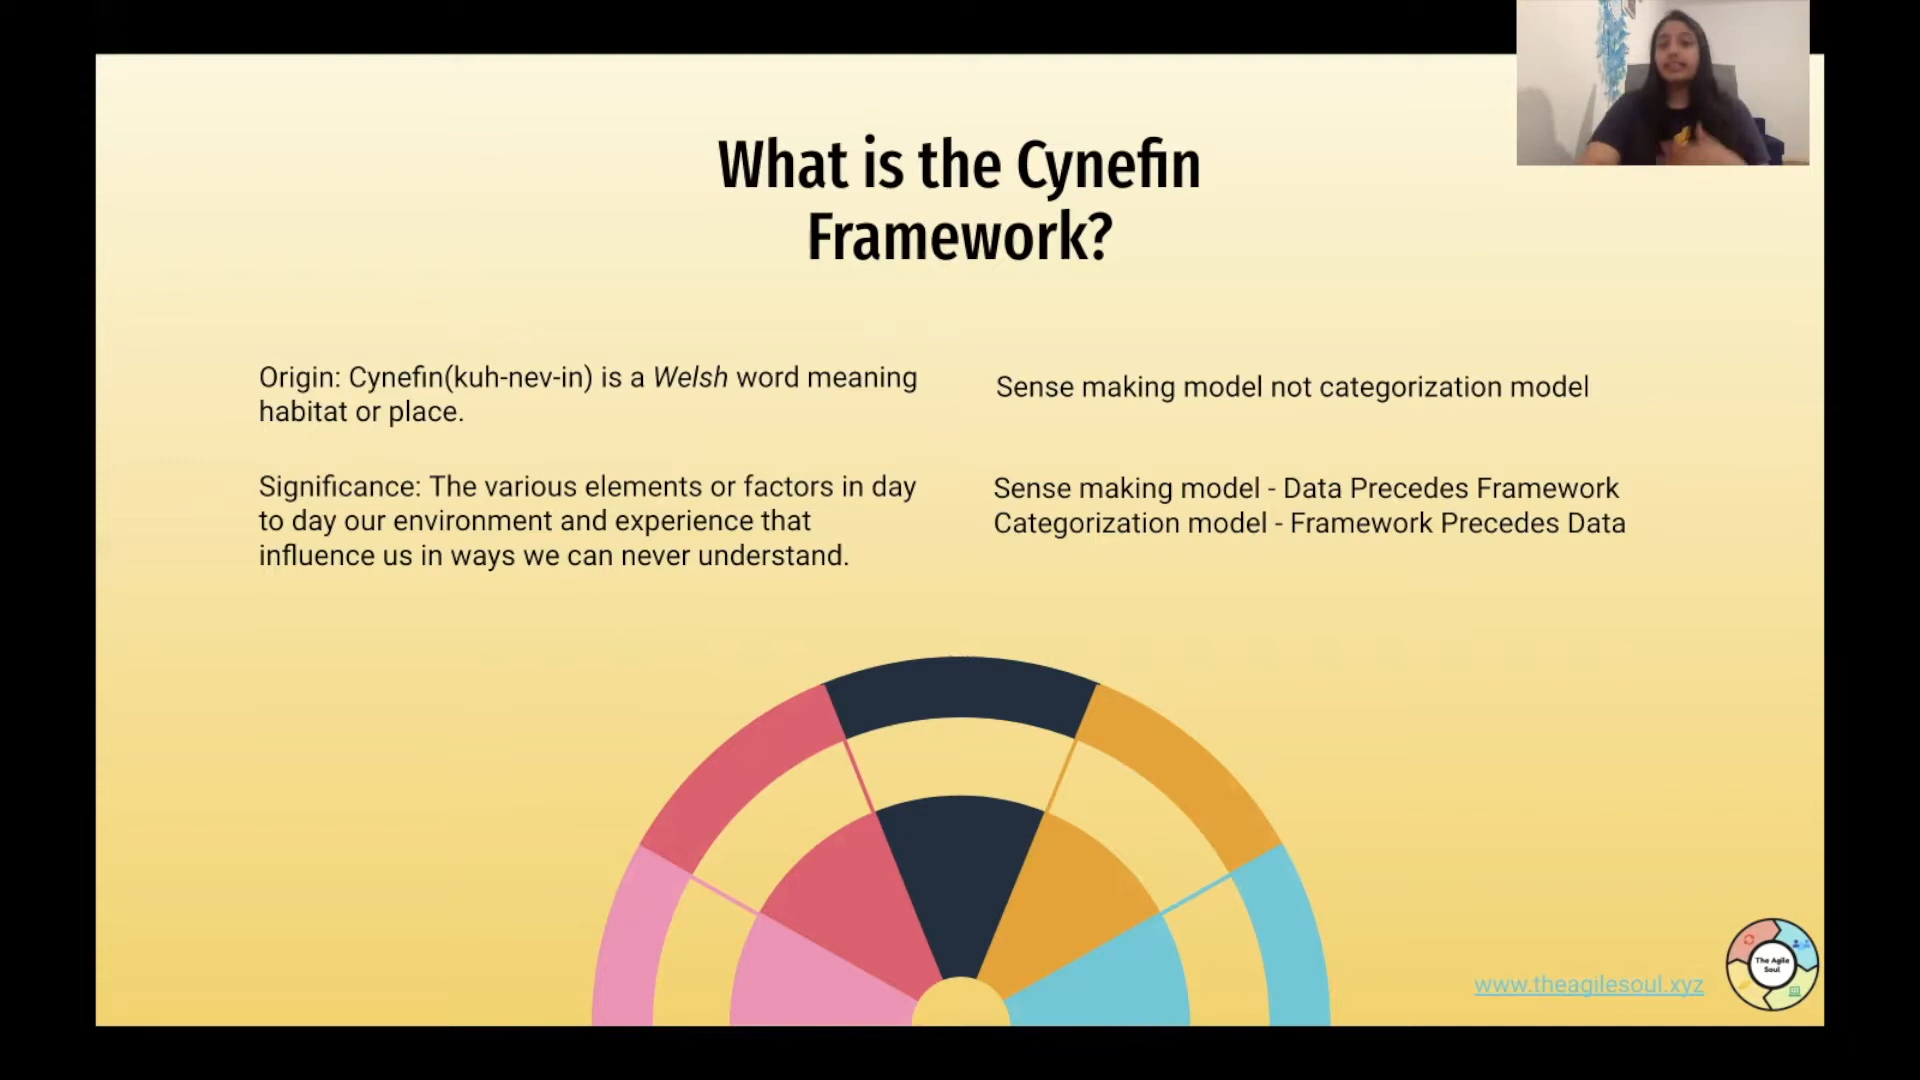 What is the Cynefin
Framework?
Origin: Cynefin(kuh-nev-in) is a Welsh word meaning
habitat or place.
Significance: The various elements or factors in day
to day our environment and experience that
influence us in ways we can never understand.
Sense making model not categorization model
Sense making model - Data Precedes Framework
Categorization model - Framework Precedes Data
www.theagilesoul.xyz
The Agile
Soul